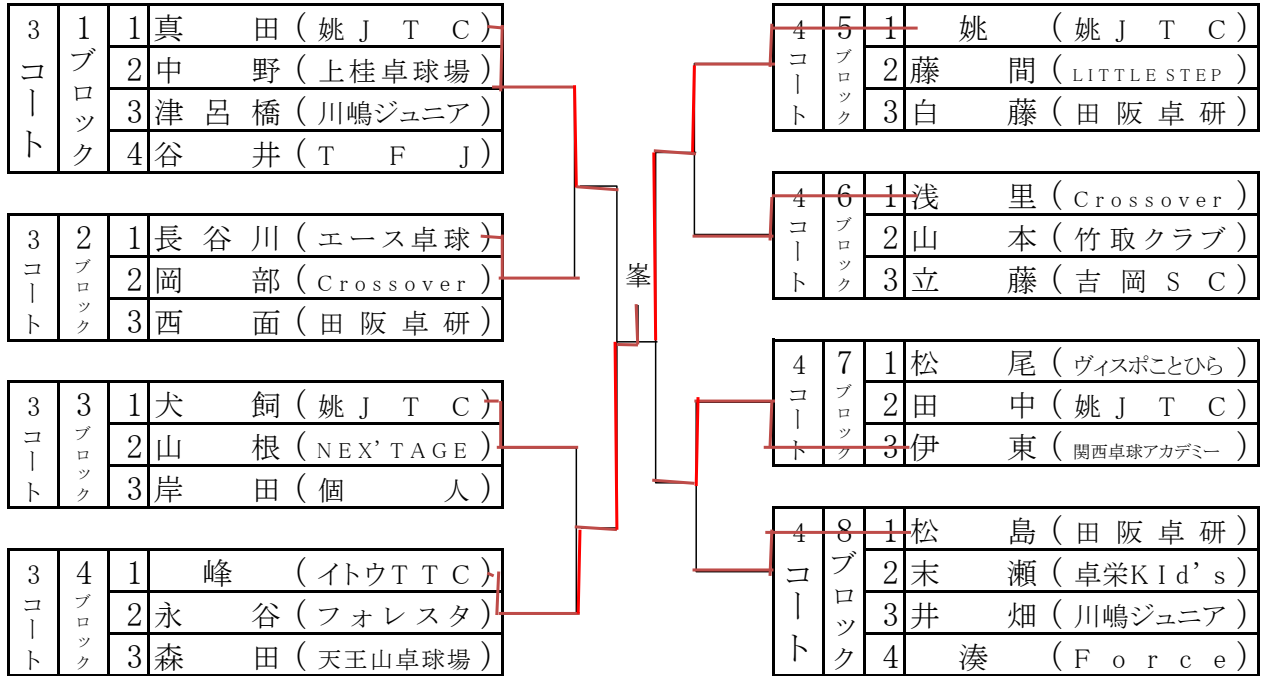 3コート 1ブロック
1 真田 (姚JTC)
2 中野 (上桂卓球場)
3 津呂橋 (川嶋ジュニア)
4 谷井 (TFJ)
3コート 2ブロック
1 長谷川 (エース卓球)
2 岡部 (Crossover)
3 西面 (田阪卓研)
3コート 3ブロック
1 犬飼 (姚JTC)
2 山根 (NEX'TAGE)
3 岸田 (個人)
3コート 4ブロック
1 峰 (イトウTTC)
2 永谷 (フォレスタ)
3 森田 (天王山卓球場)
峯
4コート 5ブロック
1 姚 (姚JTC)
2 藤間 (LITTLE STEP)
3 白藤 (田阪卓研)
4コート 6ブロック
1 浅里 (Crossover)
2 山本 (竹取クラブ)
3 立藤 (吉岡SC)
4コート 7ブロック
1 松尾 (ヴィスポことひら)
2 田中 (姚JTC)
3 伊東 (関西卓球アカデミー)
4コート 8ブロック
1 松島 (田阪卓研)
2 末瀬 (卓栄KId's)
3 井畑 (川嶋ジュニア)
4 湊 (Force)